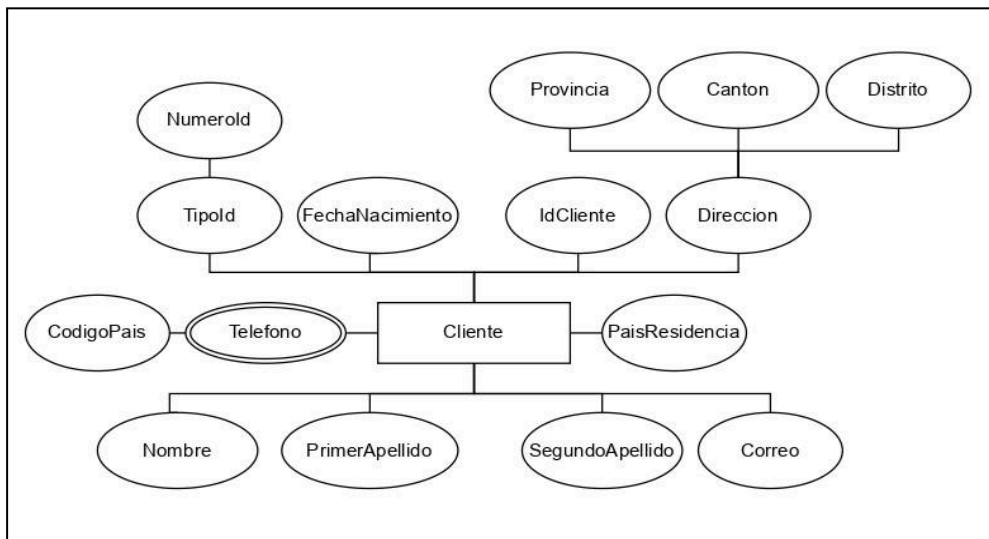 Provincia
Canton
Distrito
NumeroId
TipoId
FechaNacimiento
IdCliente
Direccion
CodigoPais
Telefono
Cliente
PaisResidencia
Nombre
PrimerApellido
SegundoApellido
Correo